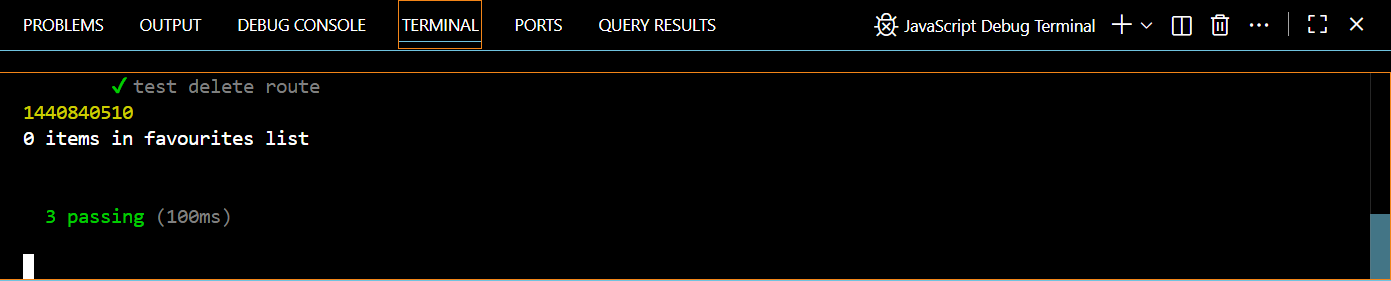 PROBLEMS OUTPUT DEBUG CONSOLE TERMINAL PORTS QUERY RESULTS JavaScript Debug Terminal
✓ test delete route
1440840510
0 items in favourites list
3 passing (100ms)